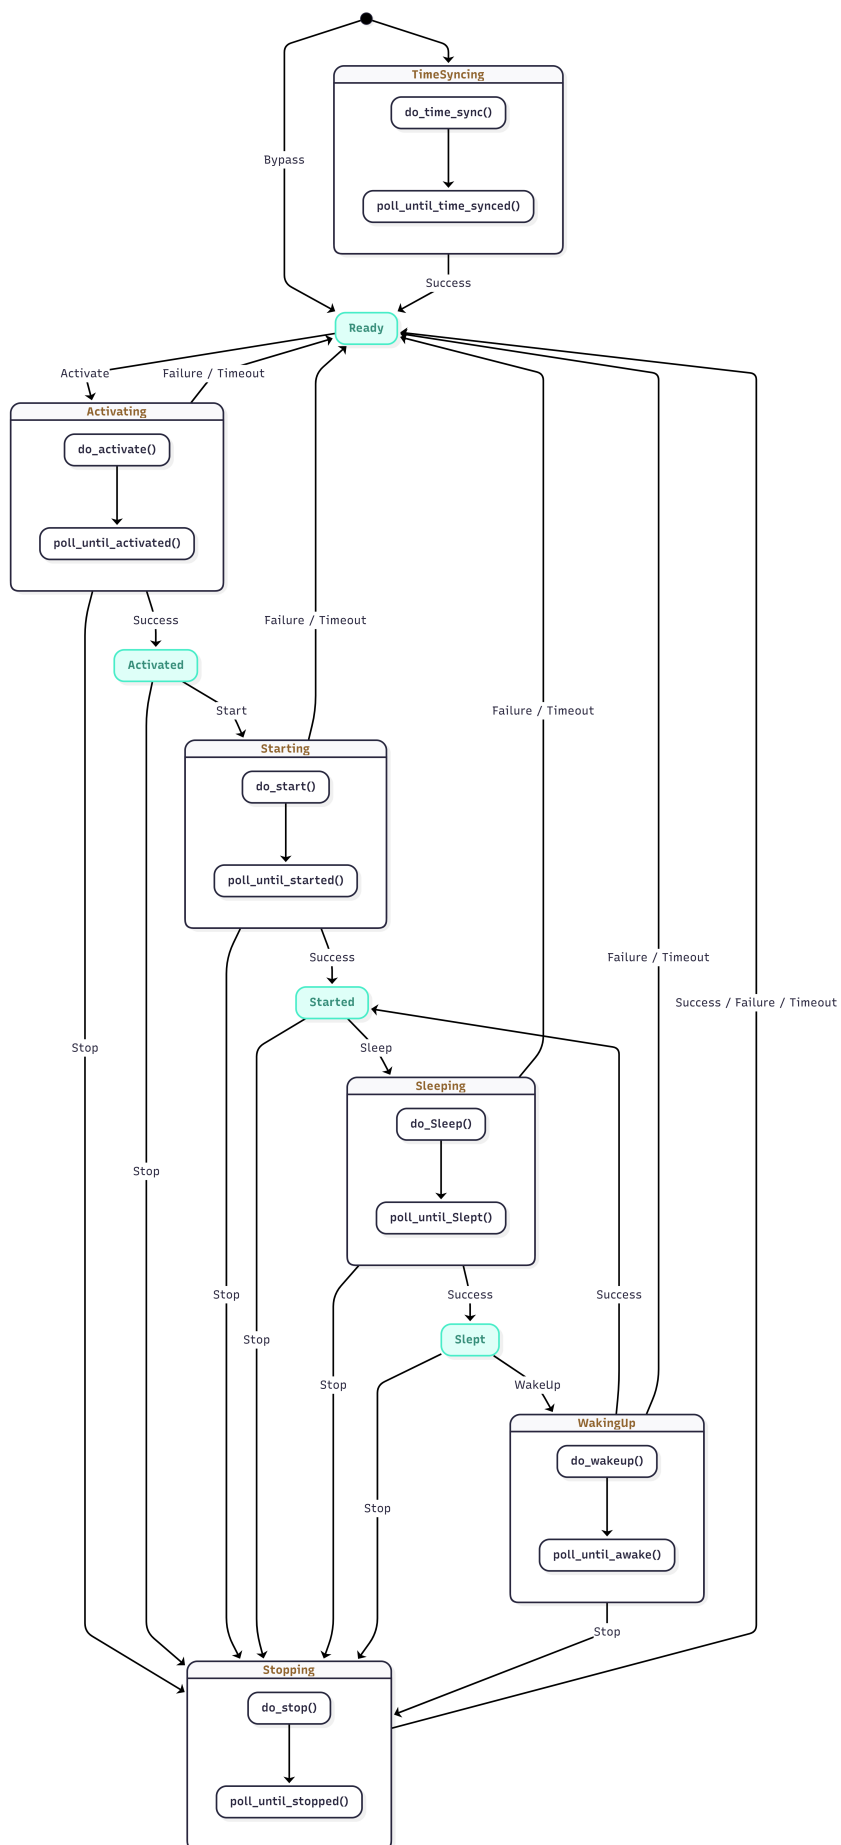 TimeSyncing
do_time_sync()
Bypass
poll_until_time_synced()
Success
Ready
Activate
Failure / Timeout
Activating
do_activate()
poll_until_activated()
Success
Failure / Timeout
Activated
Start
Failure / Timeout
Starting
do_start()
poll_until_started()
Success
Failure / Timeout
Started
Success / Failure / Timeout
Stop
Sleep
Sleeping
do_Sleep()
Stop
poll_until_Slept()
Stop
Success
Success
Stop
Slept
Stop
WakeUp
WakingUp
do_wakeup()
Stop
poll_until_awake()
Stop
Stopping
do_stop()
poll_until_stopped()